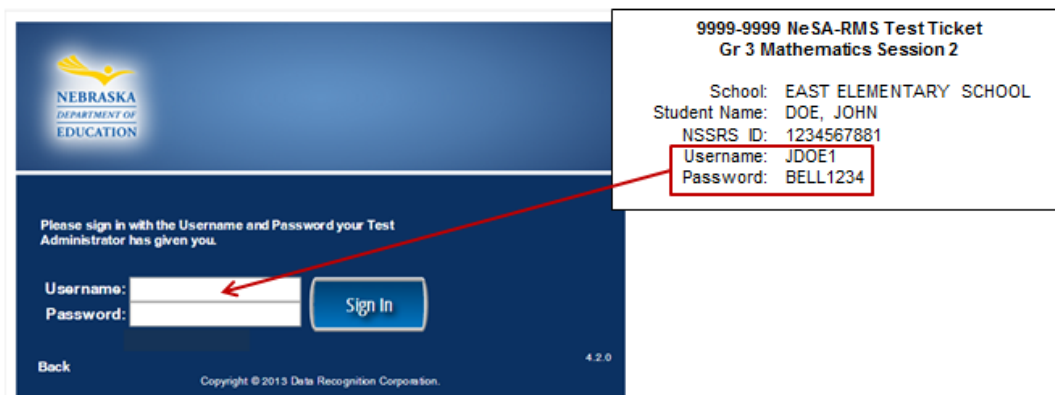 NEBRASKA
DEPARTMENT OF
EDUCATION
Please sign in with the Username and Password your Test
Administrator has given you.
Username:
Password:
Sign In
Back
4.2.0
Copyright © 2013 Data Recognition Corporation.
9999-9999 NeSA-RMS Test Ticket
Gr 3 Mathematics Session 2
School: EAST ELEMENTARY SCHOOL
Student Name: DOE, JOHN
NSSRS ID: 1234567881
Username: JDOE1
Password: BELL1234